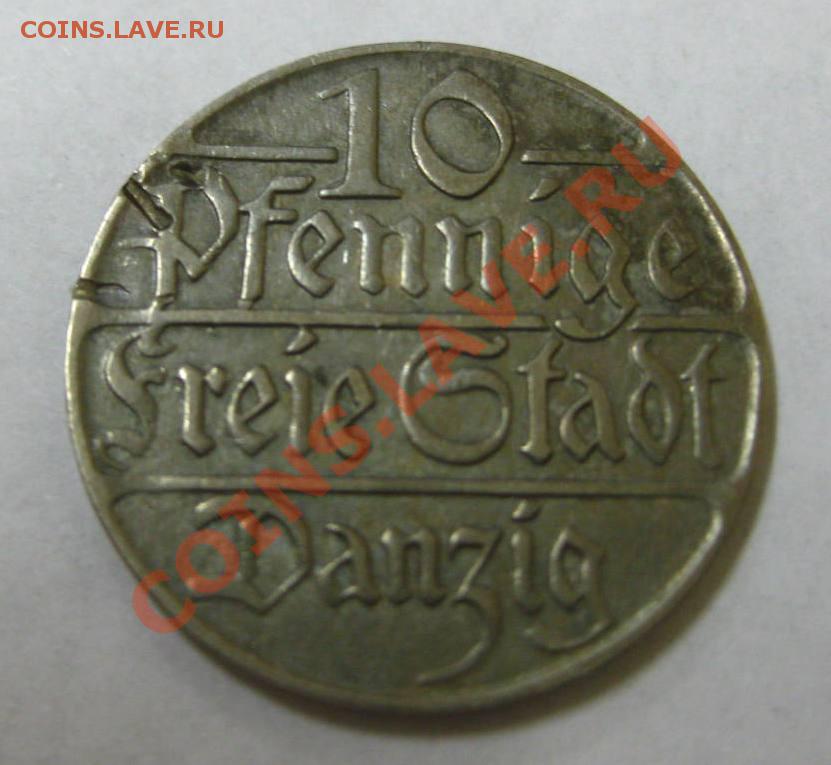 COINS.LAVE.RU
10
Pfennige
Freie Stadt
Danzig
COINS.LAVE.RU